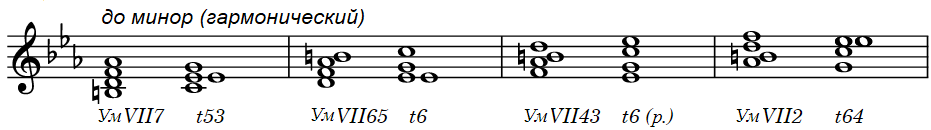 до минор (гармонический)
УмVII7 t53 УмVII65 t6 УмVII43 t6 (р.) УмVII2 t64